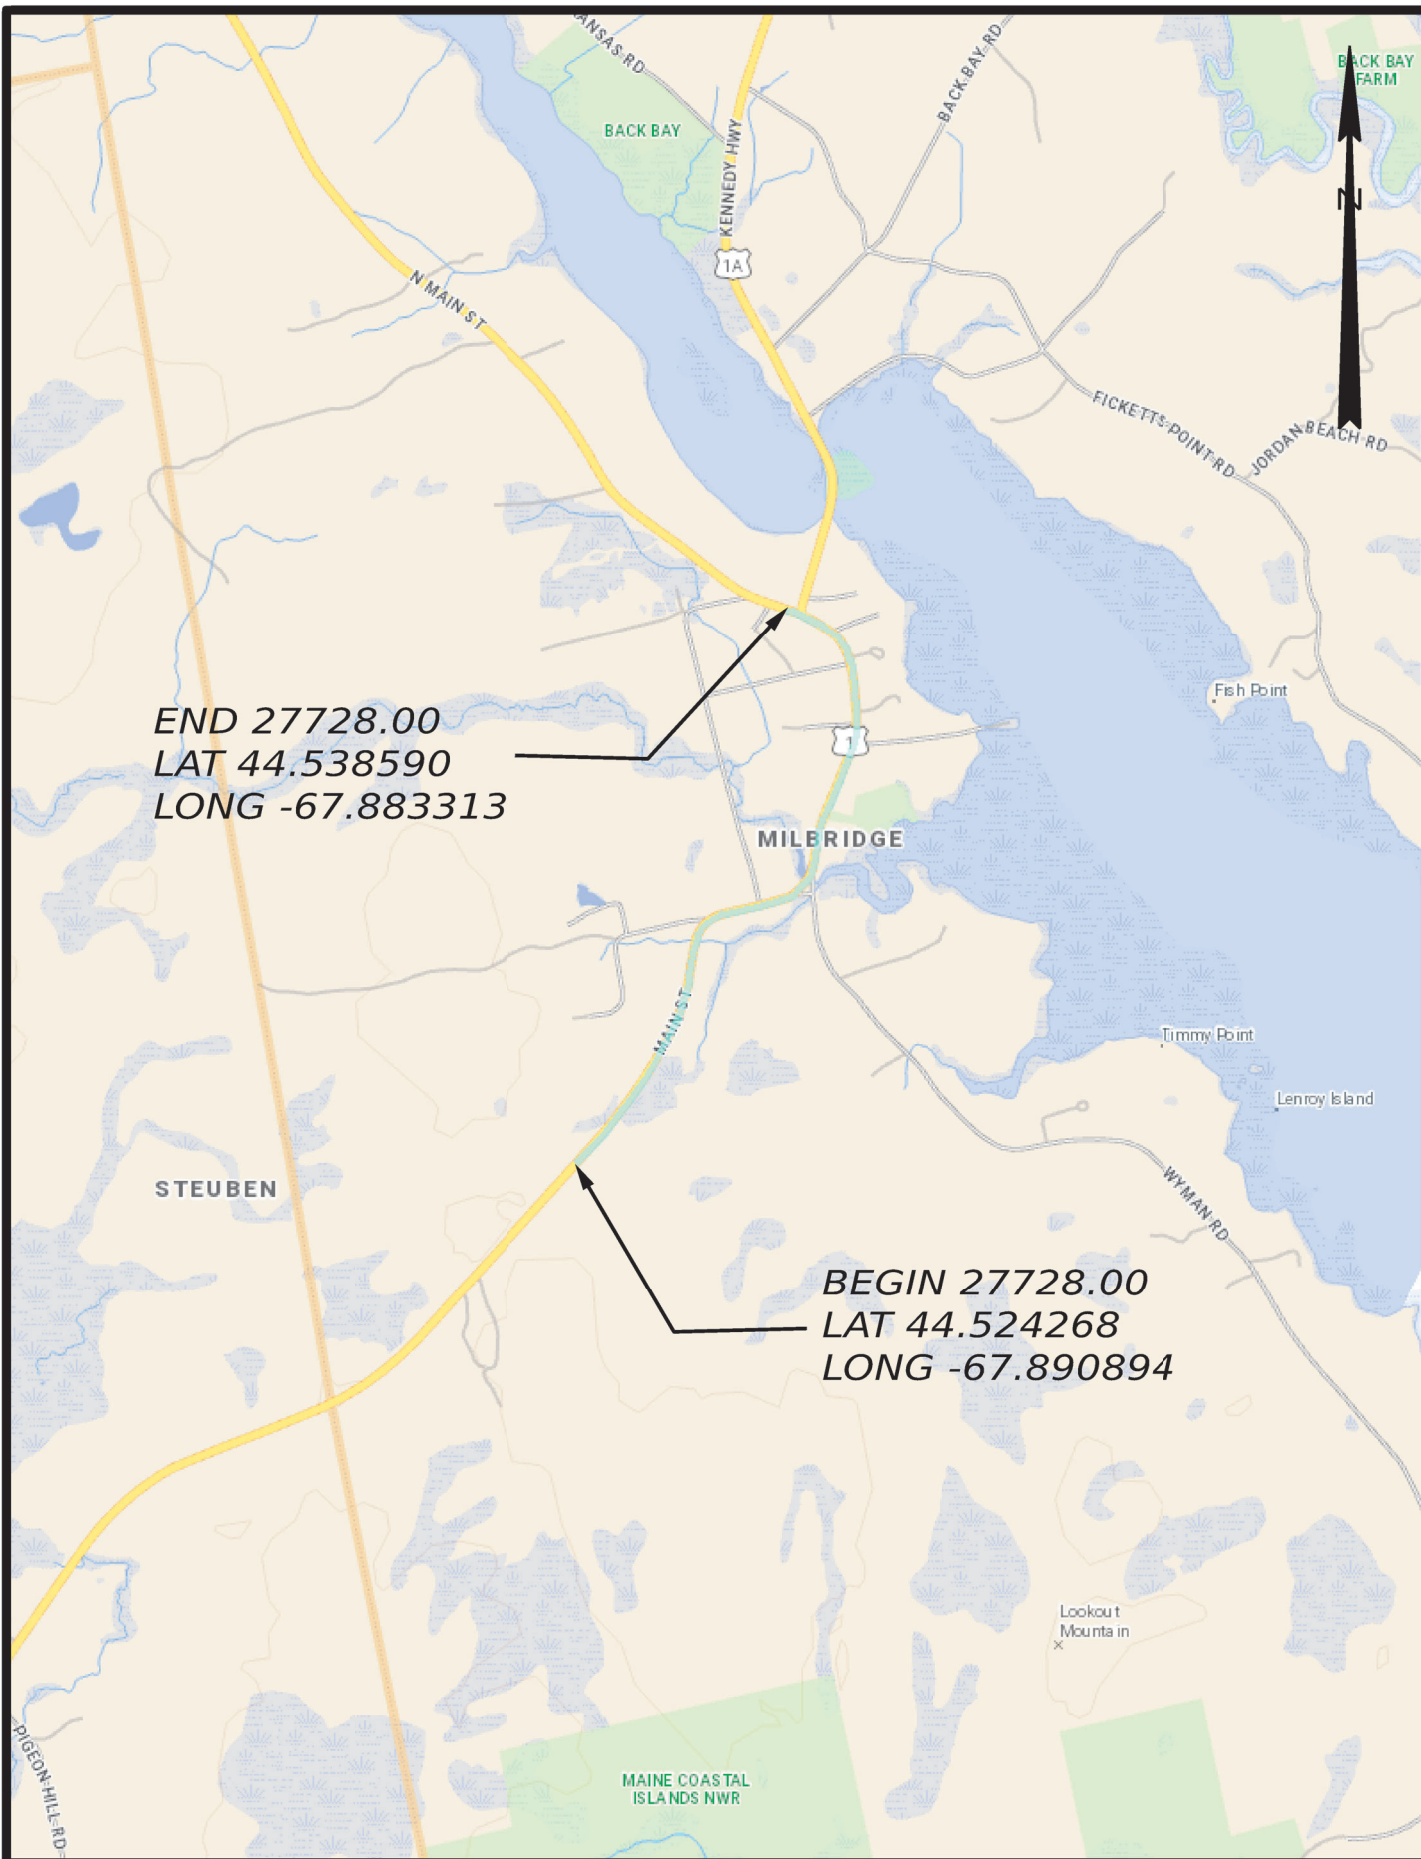 ANSAS RD
BACK BAY RD
BACK BAY
FARM
BACK BAY
KENNEDY HWY
1A
N
N MAIN ST
FICKETTS POINT RD
JORDAN BEACH RD
Fish Point
END 27728.00
LAT 44.538590
LONG -67.883313
1
MILBRIDGE
MAIN ST
Timmy Point
Lenroy Island
STEUBEN
WYMAN RD
BEGIN 27728.00
LAT 44.524268
LONG -67.890894
Lookout
Mountain
PIGEON HILL RD
MAINE COASTAL
ISLANDS NWR